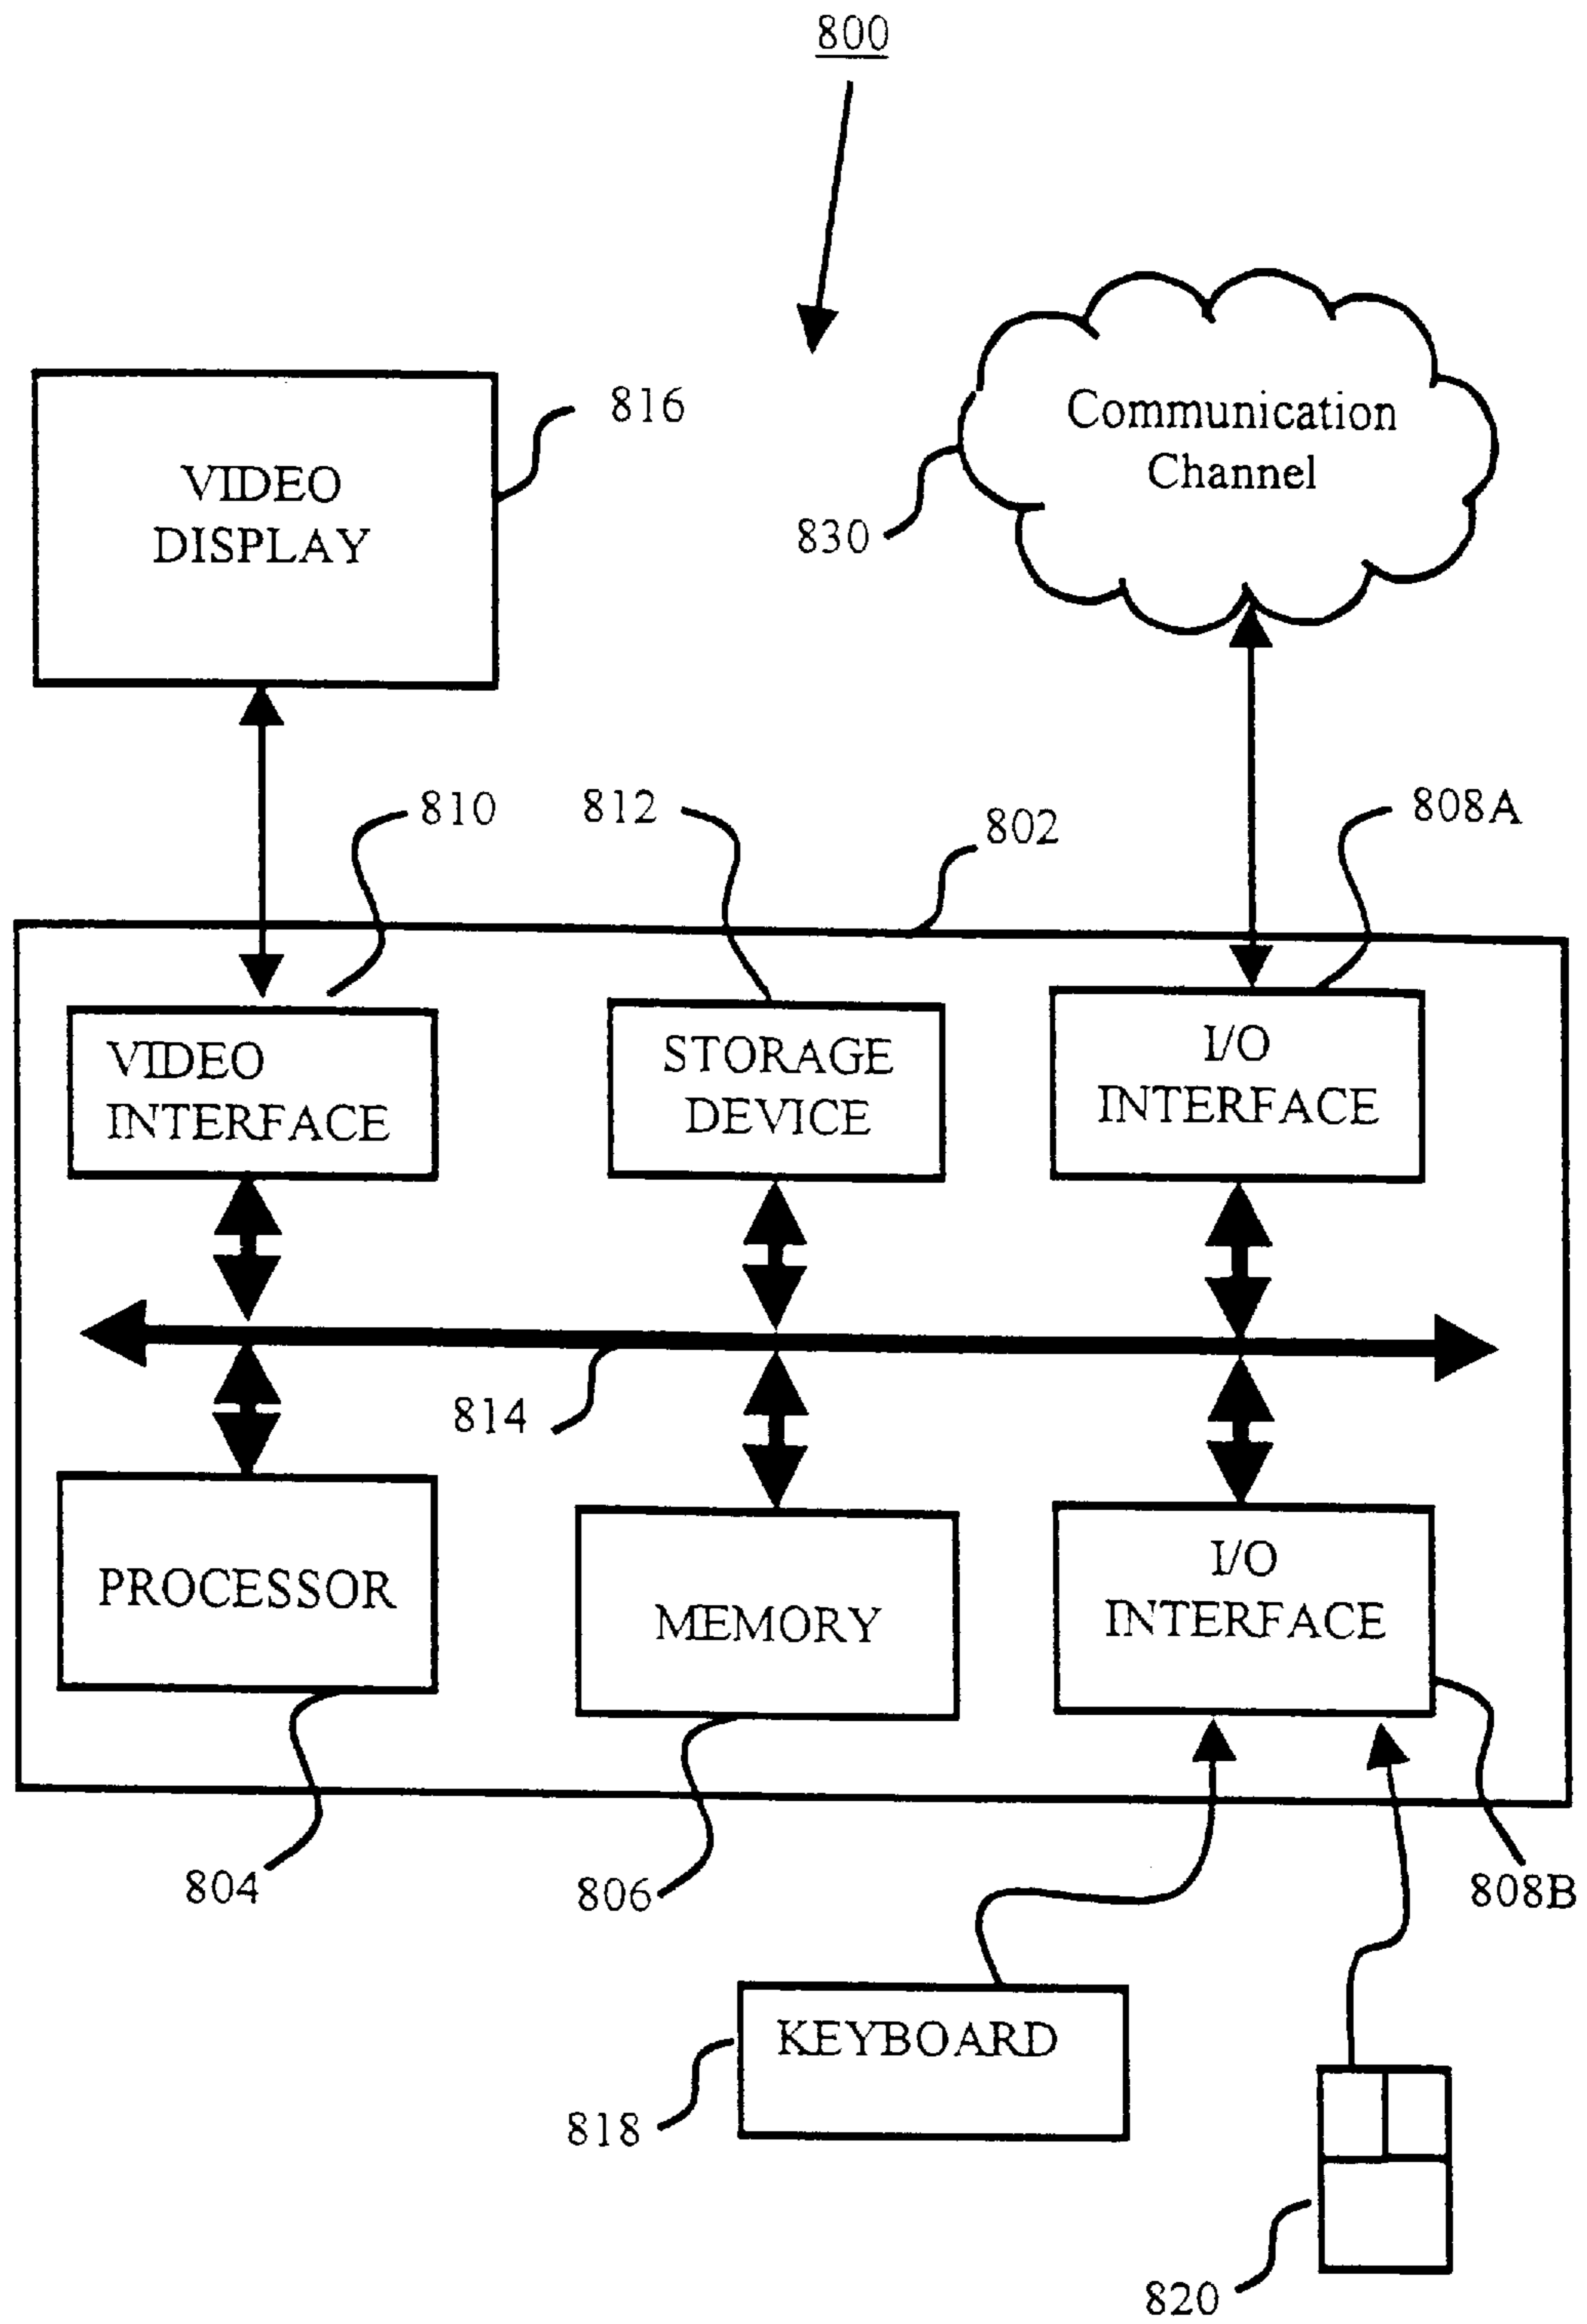 800
816
VIDEO
DISPLAY
Communication
Channel
830
810
812
802
808A
VIDEO
INTERFACE
STORAGE
DEVICE
I/O
INTERFACE
814
PROCESSOR
MEMORY
I/O
INTERFACE
804
806
808B
KEYBOARD
818
820